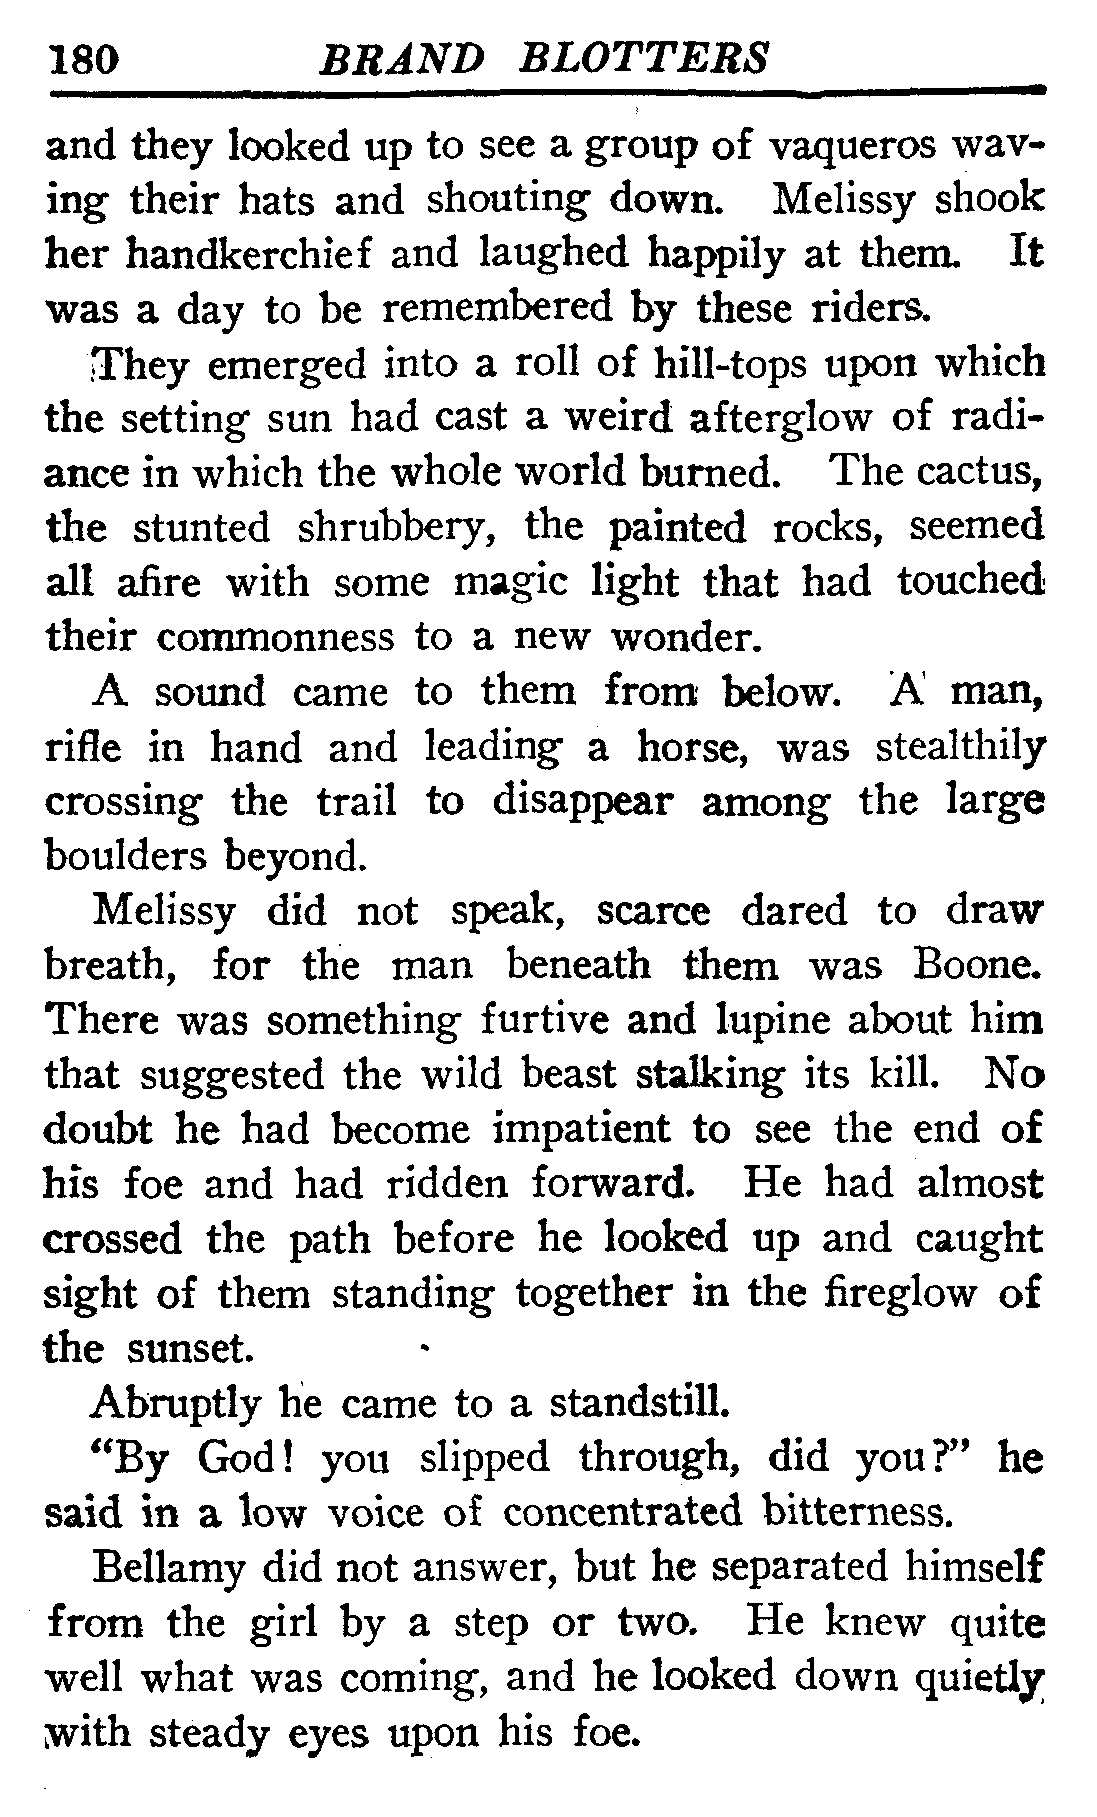 180 BRAND BLOTTERS
and they looked up to see a group of vaqueros wav-
ing their hats and shouting down. Melissy shook
her handkerchief and laughed happily at them. It
was a day to be remembered by these riders.
They emerged into a roll of hill-tops upon which
the setting sun had cast a weird afterglow of radi-
ance in which the whole world burned. The cactus,
the stunted shrubbery, the painted rocks, seemed
all afire with some magic light that had touched
their commonness to a new wonder.
A sound came to them from below. A man,
rifle in hand and leading a horse, was stealthily
crossing the trail to disappear among the large
boulders beyond.
Melissy did not speak, scarce dared to draw
breath, for the man beneath them was Boone.
There was something furtive and lupine about him
that suggested the wild beast stalking its kill. No
doubt he had become impatient to see the end of
his foe and had ridden forward. He had almost
crossed the path before he looked up and caught
sight of them standing together in the fireglow of
the sunset.
Abruptly he came to a standstill.
“By God! you slipped through, did you?” he
said in a low voice of concentrated bitterness.
Bellamy did not answer, but he separated himself
from the girl by a step or two. He knew quite
well what was coming, and he looked down quietly
with steady eyes upon his foe.